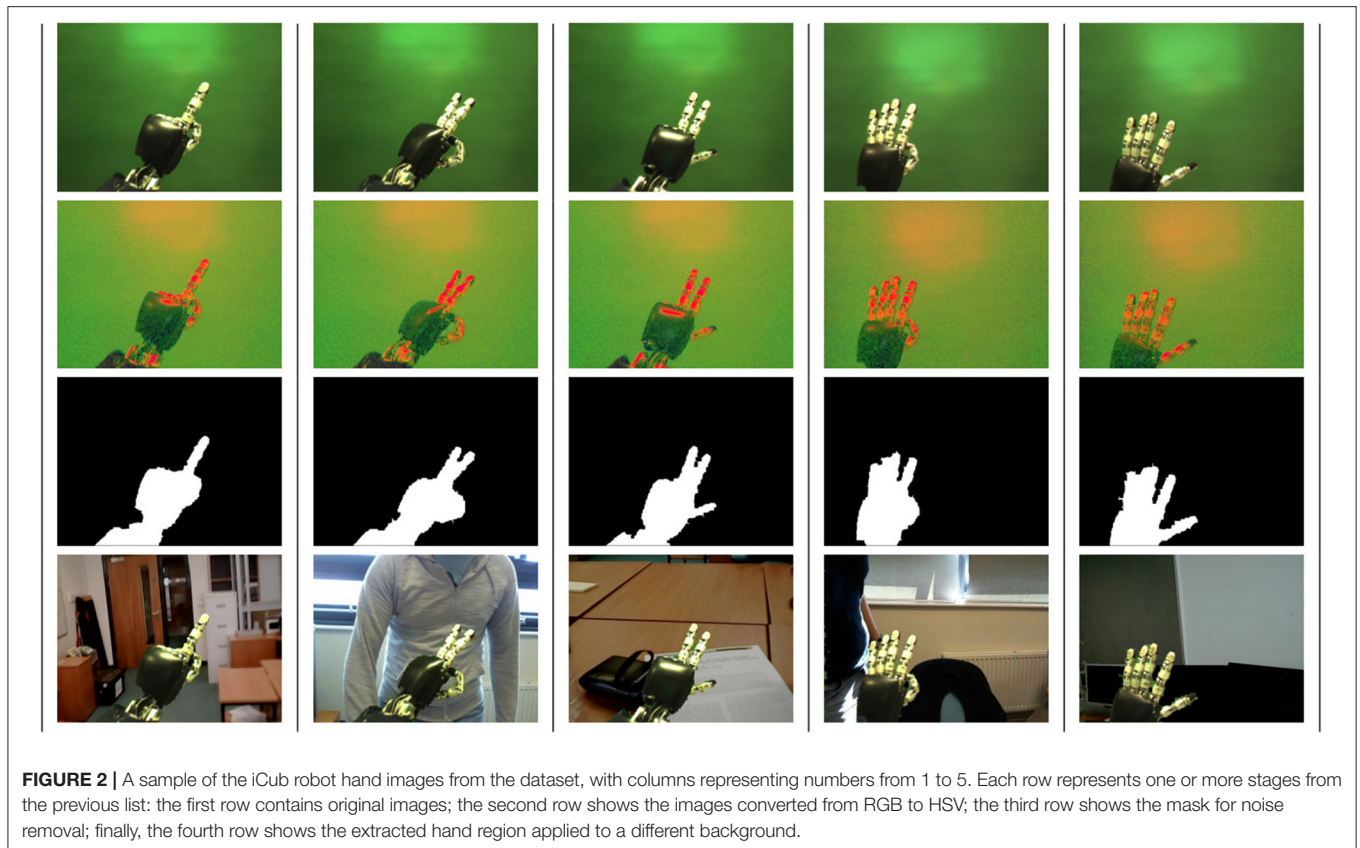 FIGURE 2 | A sample of the iCub robot hand images from the dataset, with columns representing numbers from 1 to 5. Each row represents one or more stages from
the previous list: the first row contains original images; the second row shows the images converted from RGB to HSV; the third row shows the mask for noise
removal; finally, the fourth row shows the extracted hand region applied to a different background.